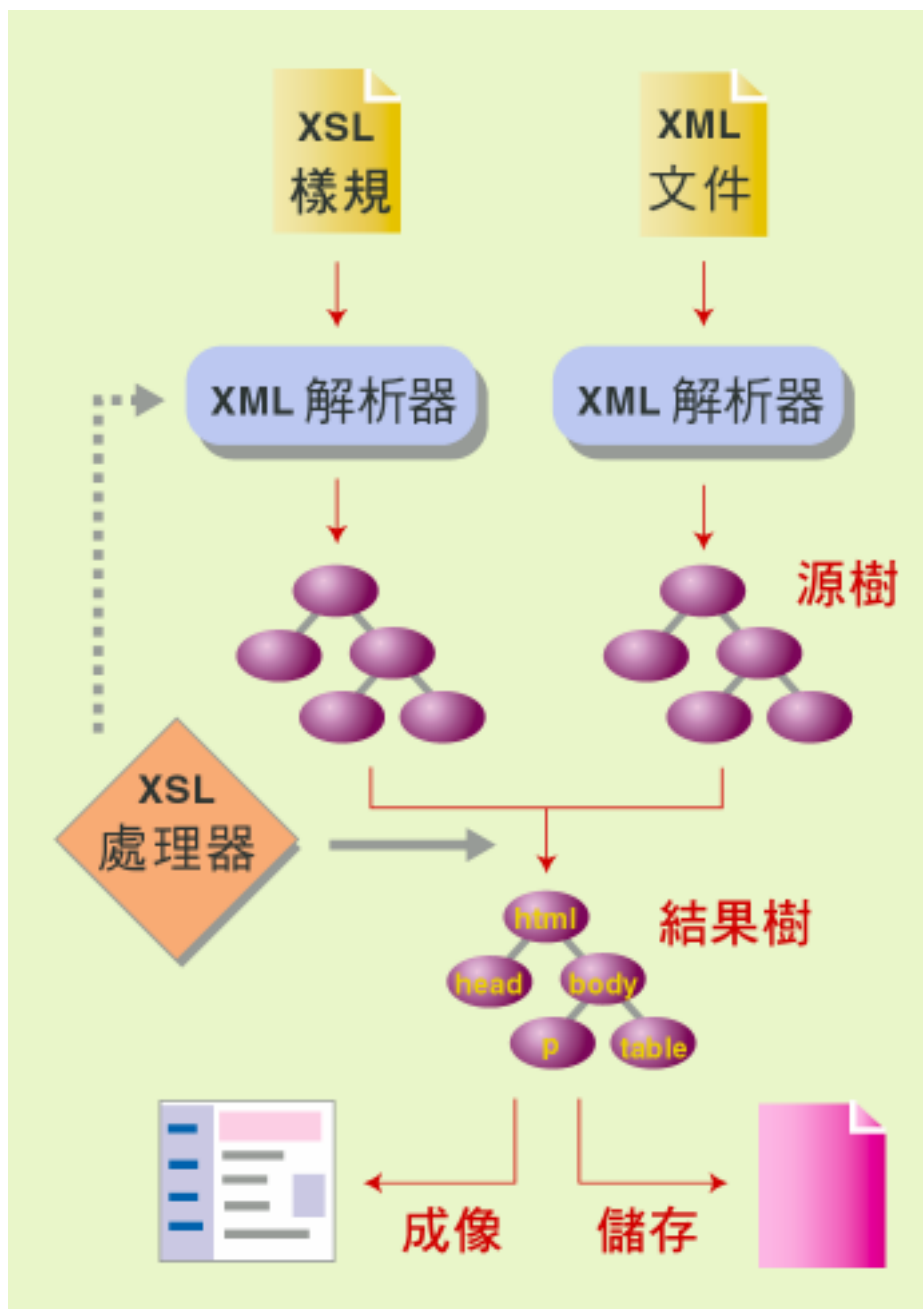 XSL
樣規
XML
文件
XML 解析器
XML 解析器
源樹
XSL
處理器
html
結果樹
head
body
p
table
成像
儲存